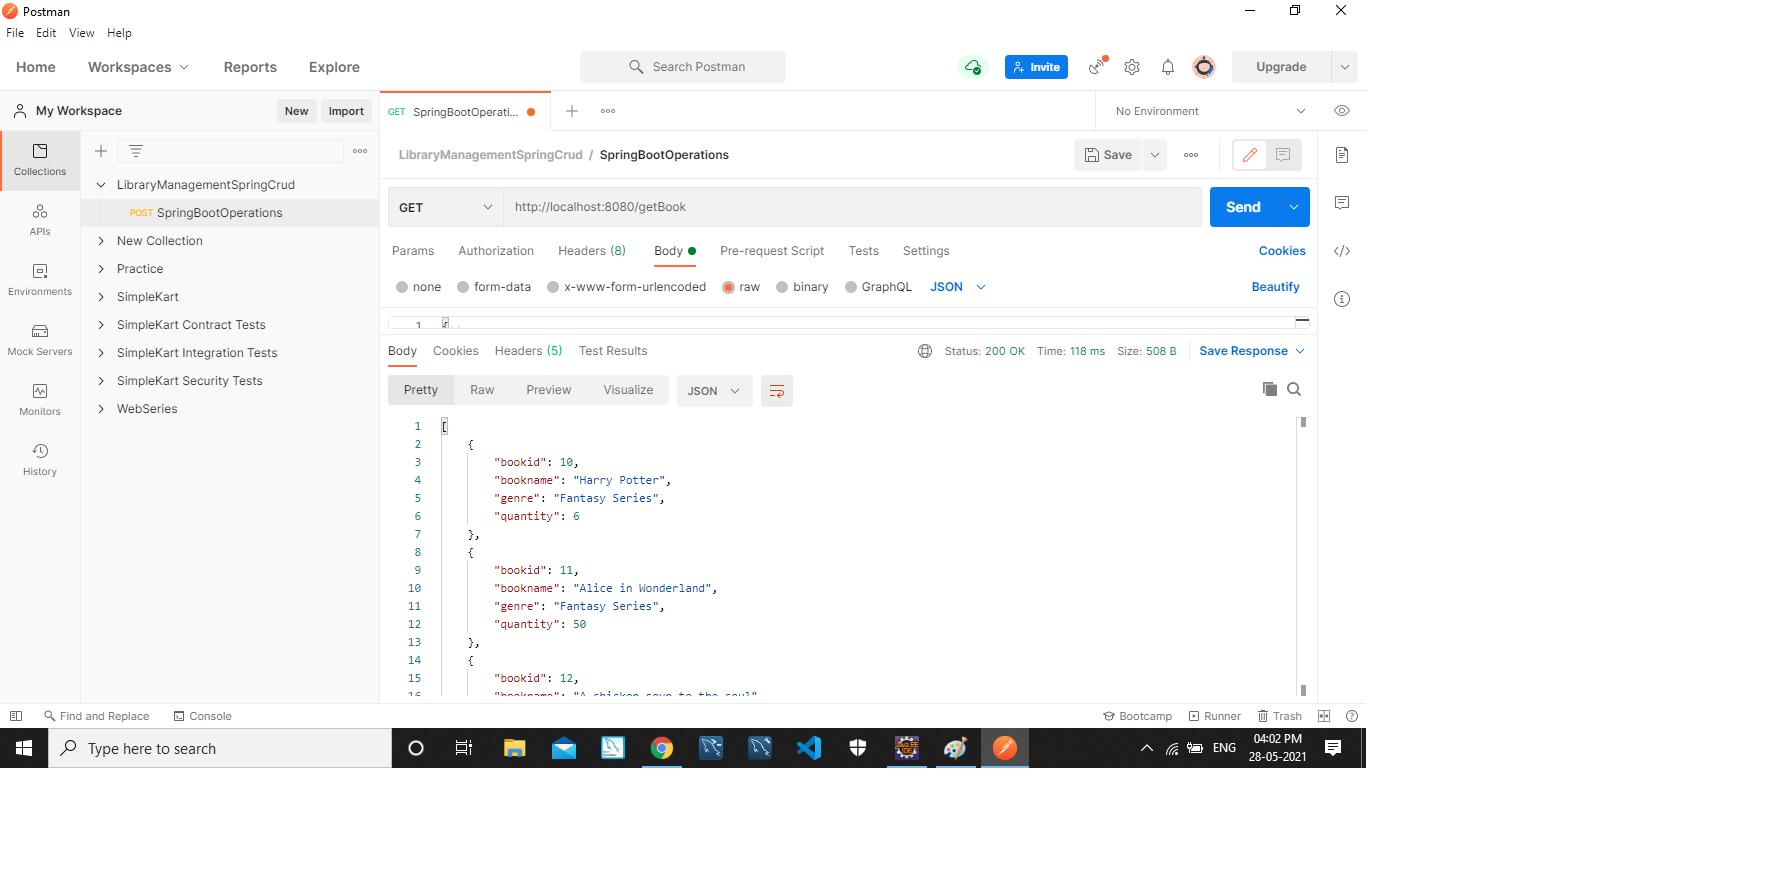 Postman
File Edit View Help
Home Workspaces Reports Explore Search Postman Invite Upgrade
My Workspace New Import GET SpringBootOperati... No Environment
Collections
APIs
Environments
Mock Servers
Monitors
History
LibraryManagementSpringCrud
POST SpringBootOperations
New Collection
Practice
SimpleKart
SimpleKart Contract Tests
SimpleKart Integration Tests
SimpleKart Security Tests
WebSeries
LibraryManagementSpringCrud / SpringBootOperations Save
GET http://localhost:8080/getBook Send
Params Authorization Headers (8) Body Pre-request Script Tests Settings Cookies
none form-data x-www-form-urlencoded raw binary GraphQL JSON Beautify
1 {
Body Cookies Headers (5) Test Results Status: 200 OK Time: 118 ms Size: 508 B Save Response
Pretty Raw Preview Visualize JSON
1 [
2 {
3 "bookid": 10,
4 "bookname": "Harry Potter",
5 "genre": "Fantasy Series",
6 "quantity": 6
7 },
8 {
9 "bookid": 11,
10 "bookname": "Alice in Wonderland",
11 "genre": "Fantasy Series",
12 "quantity": 50
13 },
14 {
15 "bookid": 12,
16 "bookname": "A chicken soup to the soul"
Find and Replace Console Bootcamp Runner Trash
Type here to search ENG 04:02 PM
28-05-2021